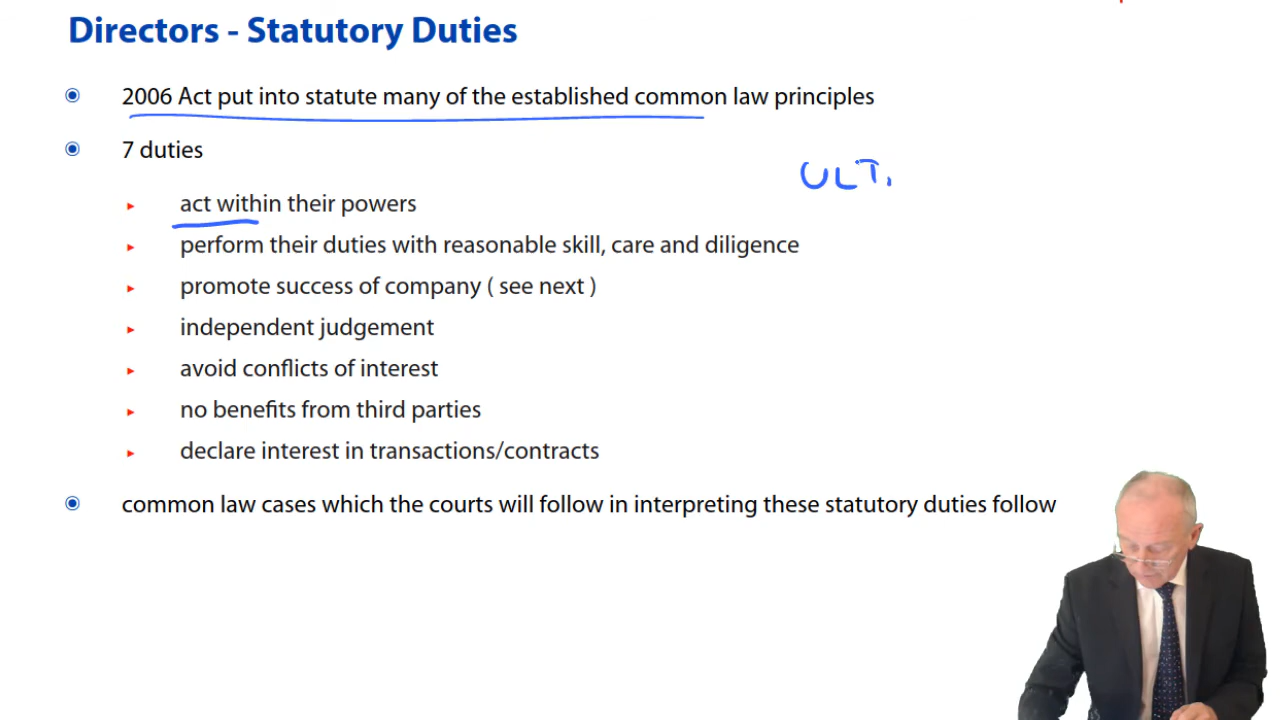 Directors - Statutory Duties
2006 Act put into statute many of the established common law principles
7 duties
ULT.
act within their powers
perform their duties with reasonable skill, care and diligence
promote success of company ( see next )
independent judgement
avoid conflicts of interest
no benefits from third parties
declare interest in transactions/contracts
common law cases which the courts will follow in interpreting these statutory duties follow